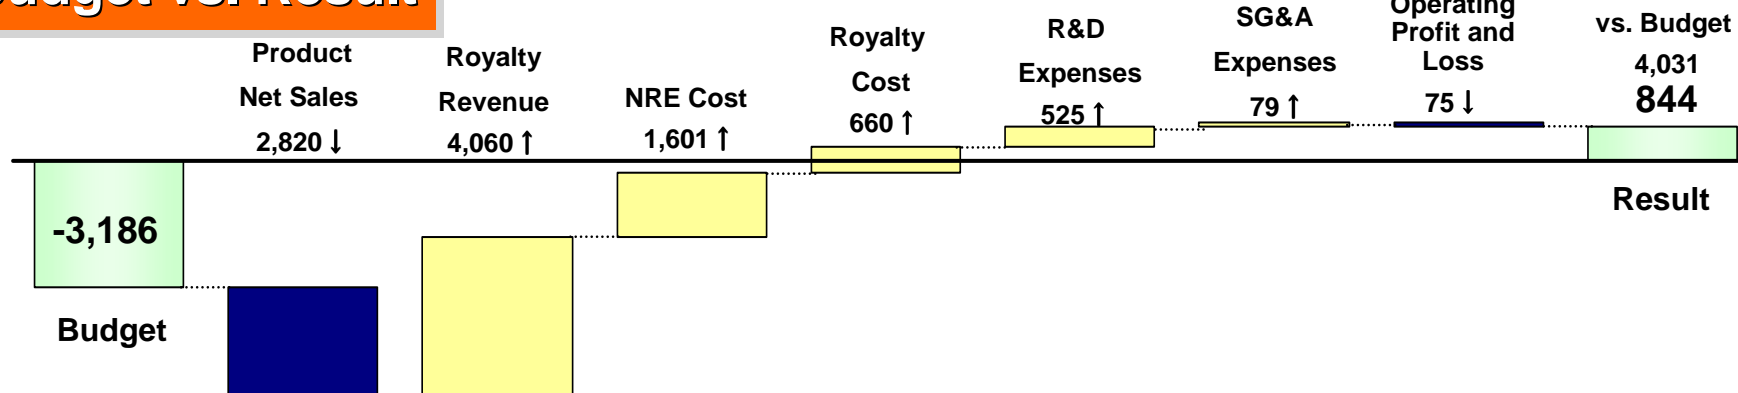 Budget vs. Result
Product
Net Sales
2,820 ↓
Royalty
Revenue
4,060 ↑
NRE Cost
1,601 ↑
Royalty
Cost
660 ↑
R&D
Expenses
525 ↑
SG&A
Expenses
79 ↑
Operating
Profit and
Loss
75 ↓
vs. Budget
4,031
844
-3,186
Budget
Result